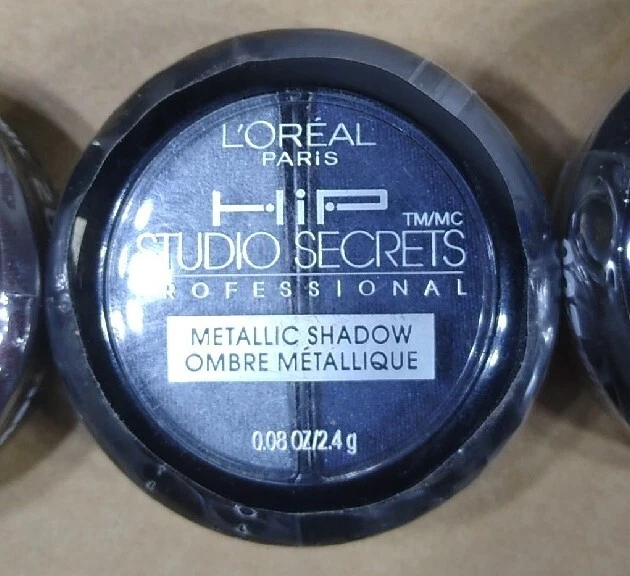 L'ORÉAL
PARiS
HiP TM/MC
STUDIO SECRETS
PROFESSIONAL
METALLIC SHADOW
OMBRE MÉTALLIQUE
0.08 OZ/2.4 g